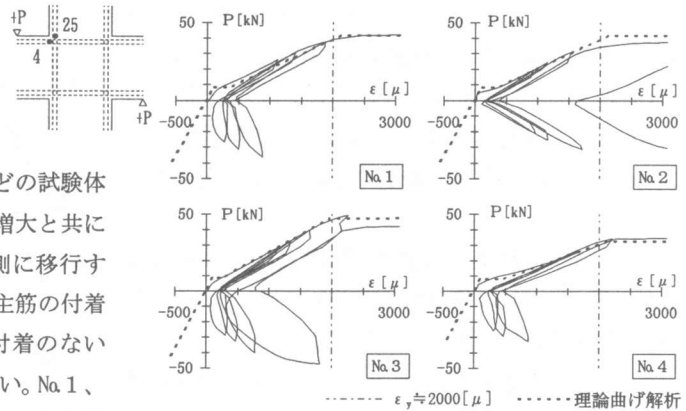 +P
25
4
+P
どの試験体
増大と共に
側に移行す
主筋の付着
付着のない
い。No.1、
50 P[kN]
ε[μ]
-500 3000
-50 No.1
50 P[kN]
ε[μ]
-500 3000
-50 No.2
50 P[kN]
ε[μ]
-500 3000
-50 No.3
50 P[kN]
ε[μ]
-500 3000
-50 No.4
ε,≒2000[μ] 理論曲げ解析